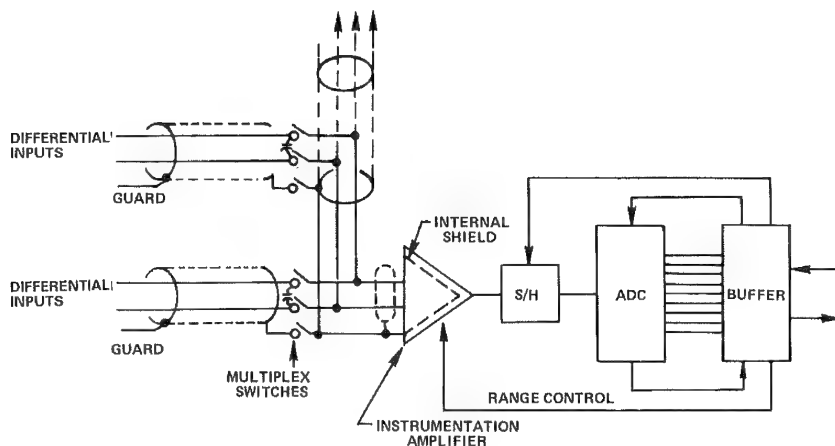 DIFFERENTIAL
INPUTS
GUARD
INTERNAL
SHIELD
DIFFERENTIAL
INPUTS
S/H
ADC
BUFFER
GUARD
MULTIPLEX
SWITCHES
RANGE CONTROL
INSTRUMENTATION
AMPLIFIER